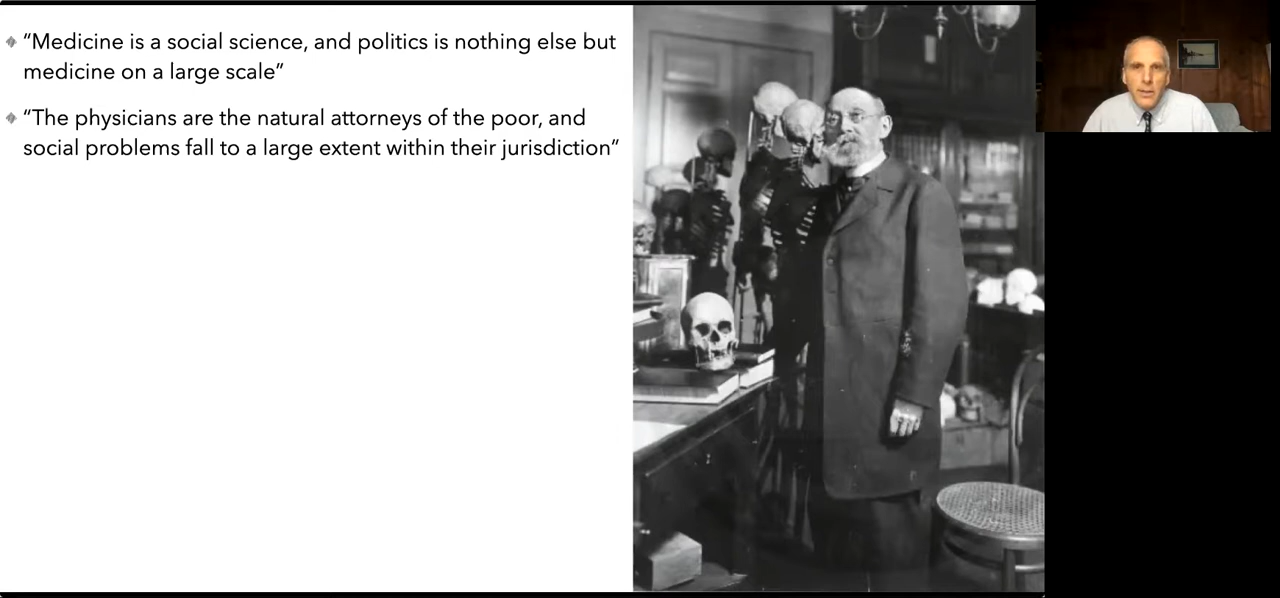 “Medicine is a social science, and politics is nothing else but
medicine on a large scale”
“The physicians are the natural attorneys of the poor, and
social problems fall to a large extent within their jurisdiction”